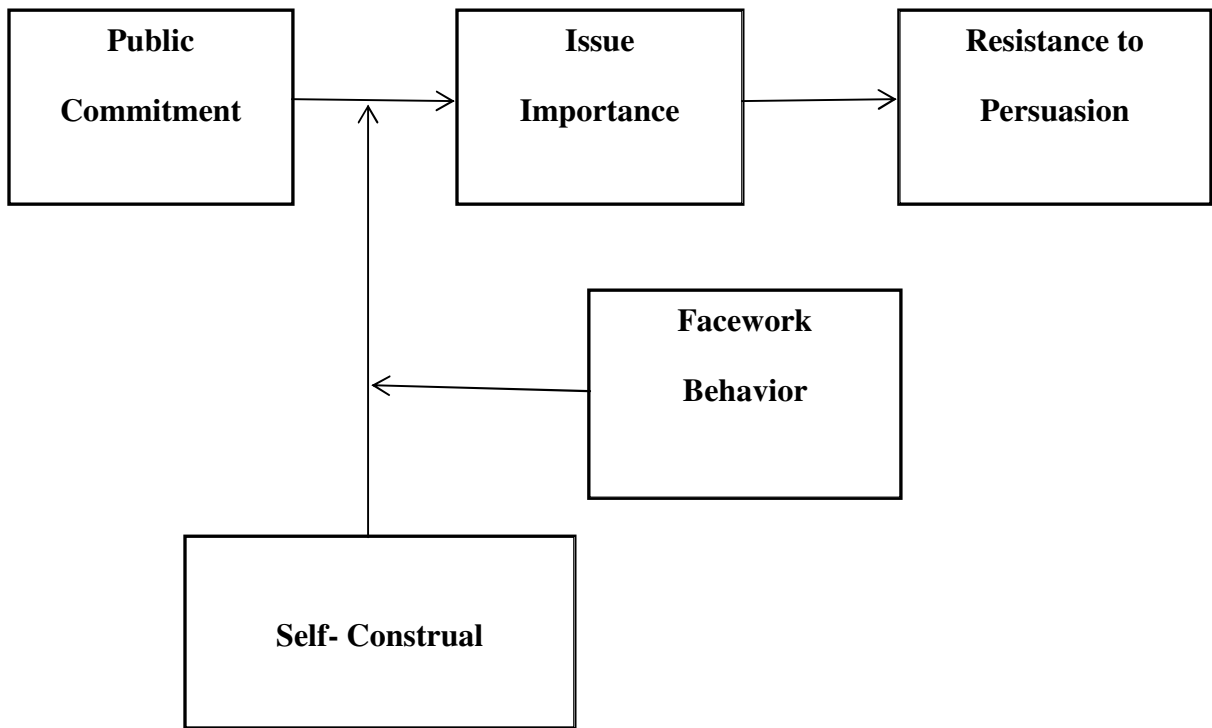 Public
Commitment
Issue
Importance
Resistance to
Persuasion
Facework
Behavior
Self- Construal